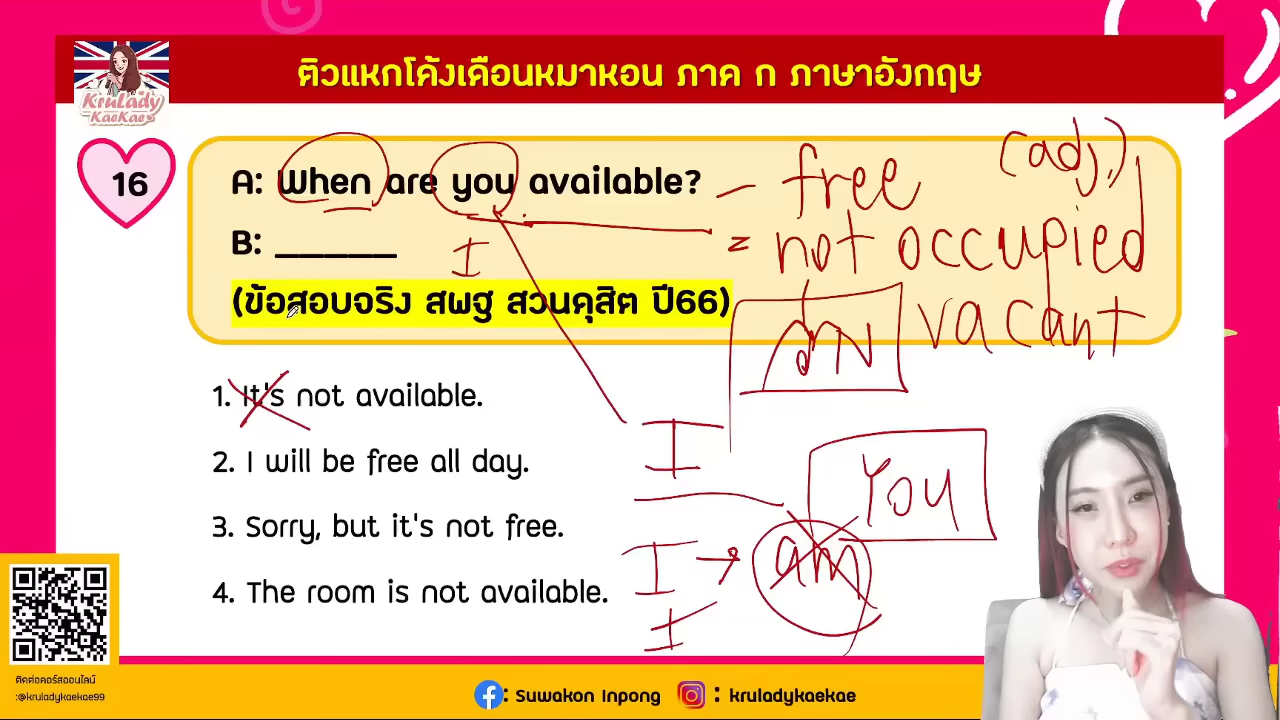 ติวแหกโค้งเดือนหมาหอน ภาค ก ภาษาอังกฤษ
KruLady
KaeKae
16
A: When are you available?
B: _____
(ข้อสอบจริง สพฐ สวนดุสิต ปี66)
I
- free (adj.)
= not occupied
ว่าง vacant
1. It's not available.
2. I will be free all day.
3. Sorry, but it's not free.
4. The room is not available.
I
You
I → am
I
ติดต่อคอร์สออนไลน์
:@kruladykaekae99
: Suwakon Inpong
: kruladykaekae